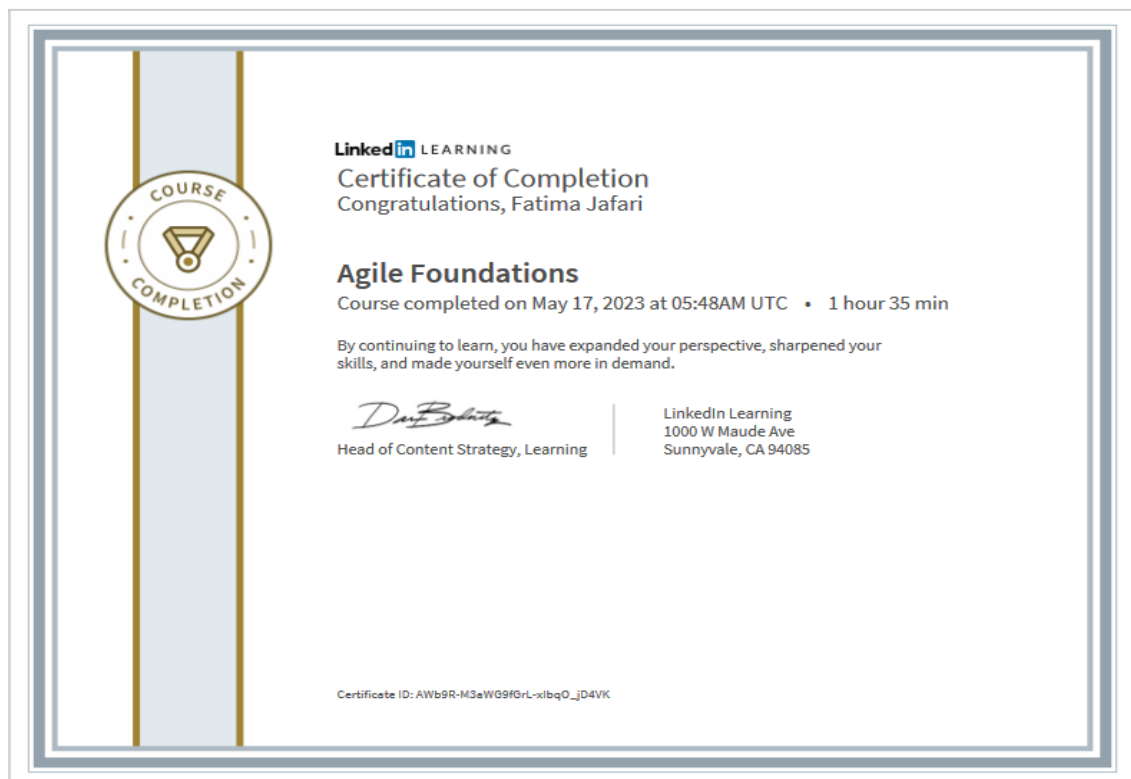 COURSE
COMPLETION
Linked in LEARNING
Certificate of Completion
Congratulations, Fatima Jafari
Agile Foundations
Course completed on May 17, 2023 at 05:48AM UTC • 1 hour 35 min
By continuing to learn, you have expanded your perspective, sharpened your
skills, and made yourself even more in demand.
Head of Content Strategy, Learning
LinkedIn Learning
1000 W Maude Ave
Sunnyvale, CA 94085
Certificate ID: AWb9R-M3aWG9fGrL-xIbqO_jD4VK